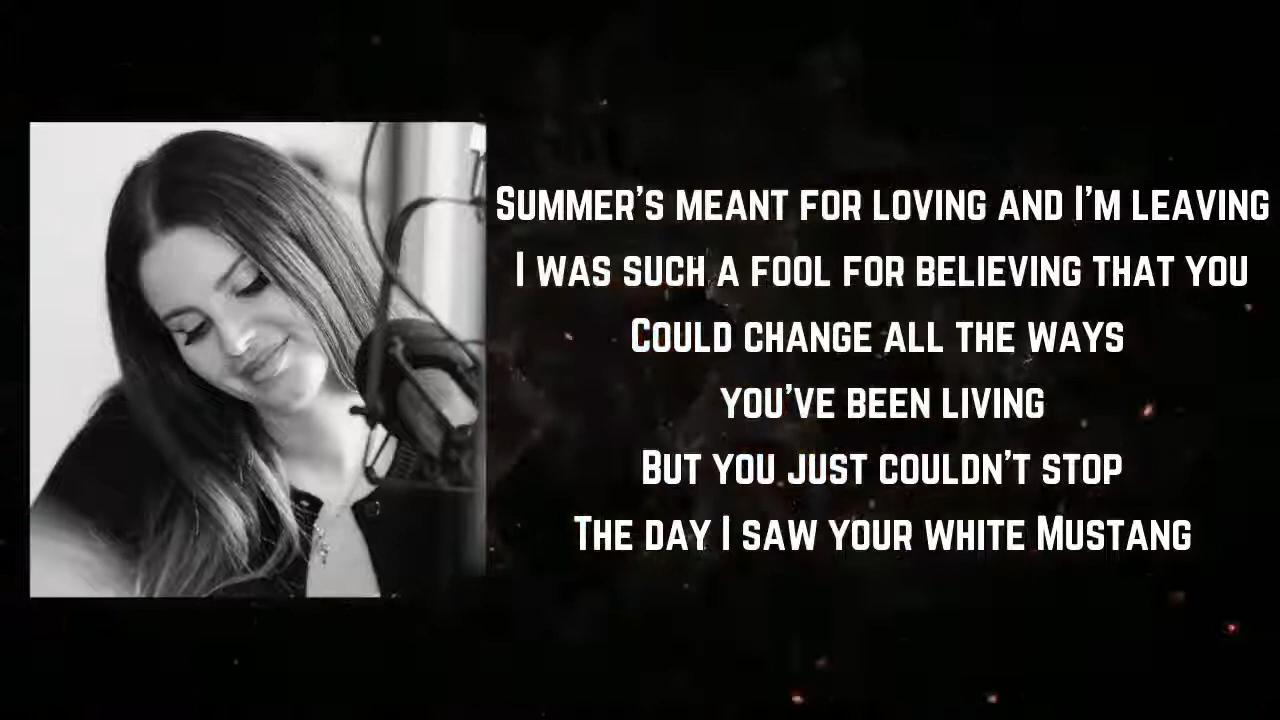 Summer's meant for loving and I'm leaving
I was such a fool for believing that you
Could change all the ways
you've been living
But you just couldn't stop
The day I saw your white Mustang